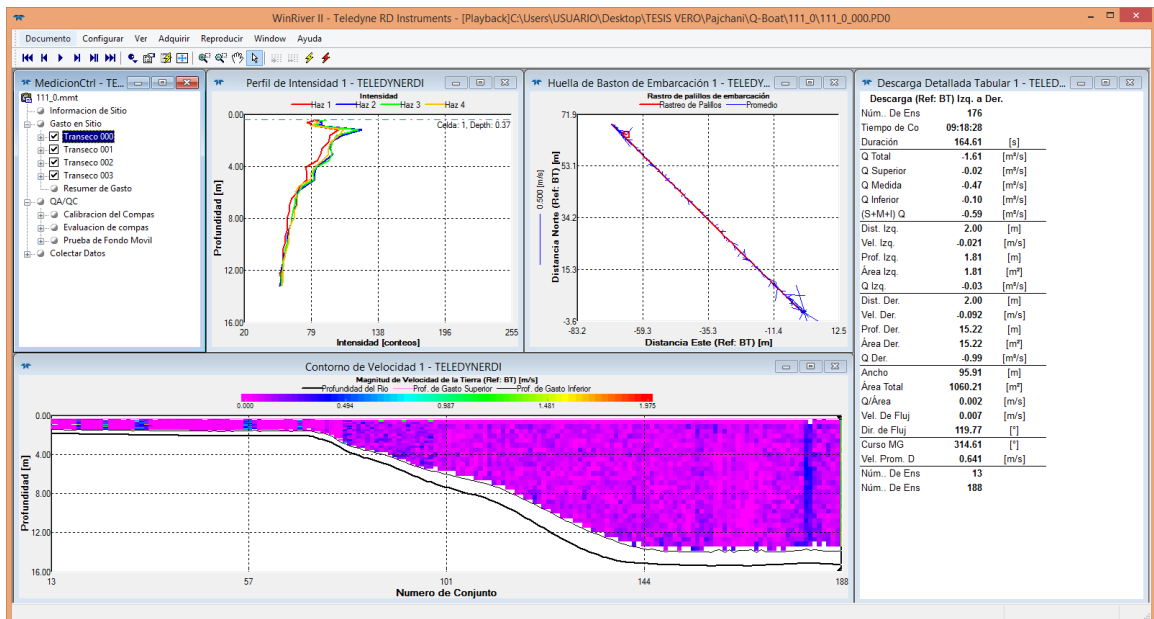 WinRiver II - Teledyne RD Instruments - [Playback]C:\Users\USUARIO\Desktop\TESIS VERO\Pajchani\Q-Boat\111_0\111_0_000.PD0
Documento Configurar Ver Adquirir Reproducir Window Ayuda
MedicionCtrl - TE...
111_0.mmt
Informacion de Sitio
Gasto en Sitio
Transeco 000
Transeco 001
Transeco 002
Transeco 003
Resumer de Gasto
QA/QC
Calibracion del Compas
Evaluacion de compas
Prueba de Fondo Movil
Colectar Datos
Perfil de Intensidad 1 - TELEDYNERDI
Intensidad
Haz 1 Haz 2 Haz 3 Haz 4
Celda: 1, Depth: 0.37
0.00
4.00
8.00
12.00
16.00
Profundidad [m]
20 79 138 196 255
Intensidad [conteos]
Huella de Baston de Embarcación 1 - TELEDY...
Rastro de palillos de embarcación
Rastreo de Palillos Promedio
71.9
53.1
34.2
15.3
-3.6
0.500 [m/s]
Distancia Norte (Ref: BT) [m]
-83.2 -59.3 -35.3 -11.4 12.5
Distancia Este (Ref: BT) [m]
Descarga Detallada Tabular 1 - TELED...
Descarga (Ref: BT) Izq. a Der.
Núm.. De Ens 176
Tiempo de Co 09:18:28
Duración 164.61 [s]
Q Total -1.61 [m³/s]
Q Superior -0.02 [m³/s]
Q Medida -0.47 [m³/s]
Q Inferior -0.10 [m³/s]
(S+M+I) Q -0.59 [m³/s]
Dist. Izq. 2.00 [m]
Vel. Izq. -0.021 [m/s]
Prof. Izq. 1.81 [m]
Área Izq. 1.81 [m²]
Q Izq. -0.03 [m³/s]
Dist. Der. 2.00 [m]
Vel. Der. -0.092 [m/s]
Prof. Der. 15.22 [m]
Área Der. 15.22 [m²]
Q Der. -0.99 [m³/s]
Ancho 95.91 [m]
Área Total 1060.21 [m²]
Q/Área 0.002 [m/s]
Vel. De Fluj 0.007 [m/s]
Dir. de Fluj 119.77 [°]
Curso MG 314.61 [°]
Vel. Prom. D 0.641 [m/s]
Núm.. De Ens 13
Núm.. De Ens 188
Contorno de Velocidad 1 - TELEDYNERDI
Magnitud de Velocidad de la Tierra (Ref: BT) [m/s]
Profundidad del Rio Prof. de Gasto Superior Prof. de Gasto Inferior
0.000 0.494 0.987 1.481 1.975
0.00
4.00
8.00
12.00
16.00
Profundidad [m]
13 57 101 144 188
Numero de Conjunto